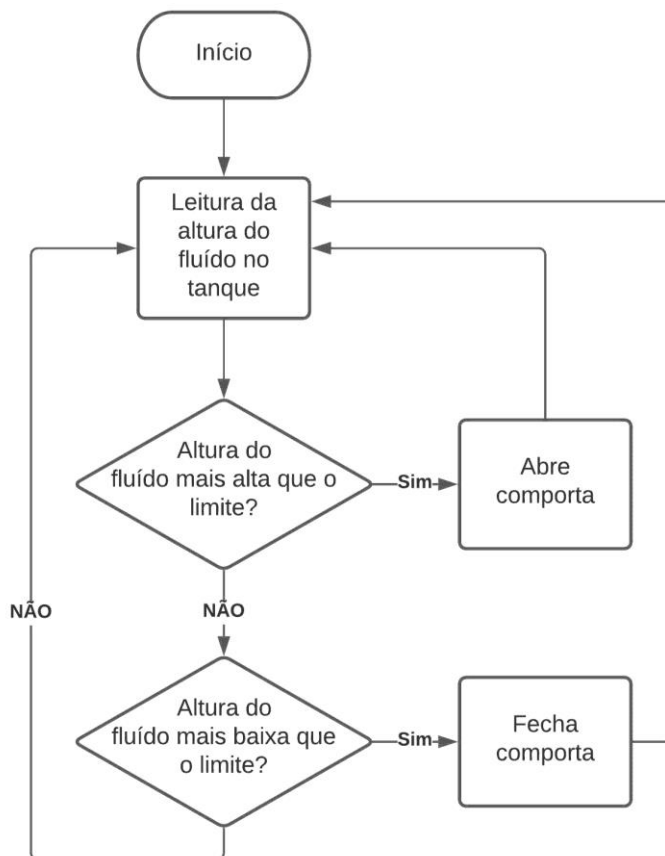 Início
Leitura da
altura do
fluído no
tanque
Altura do
fluído mais alta que o
limite?
Sim
Abre
comporta
NÃO
NÃO
Altura do
fluído mais baixa que
o limite?
Sim
Fecha
comporta